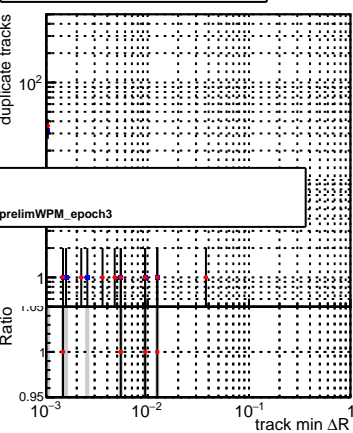 duplicate tracks
10²
prelimWPM_epoch3
1
1.05
Ratio
1
0.95
10⁻³ 10⁻² 10⁻¹ 1
track min ΔR